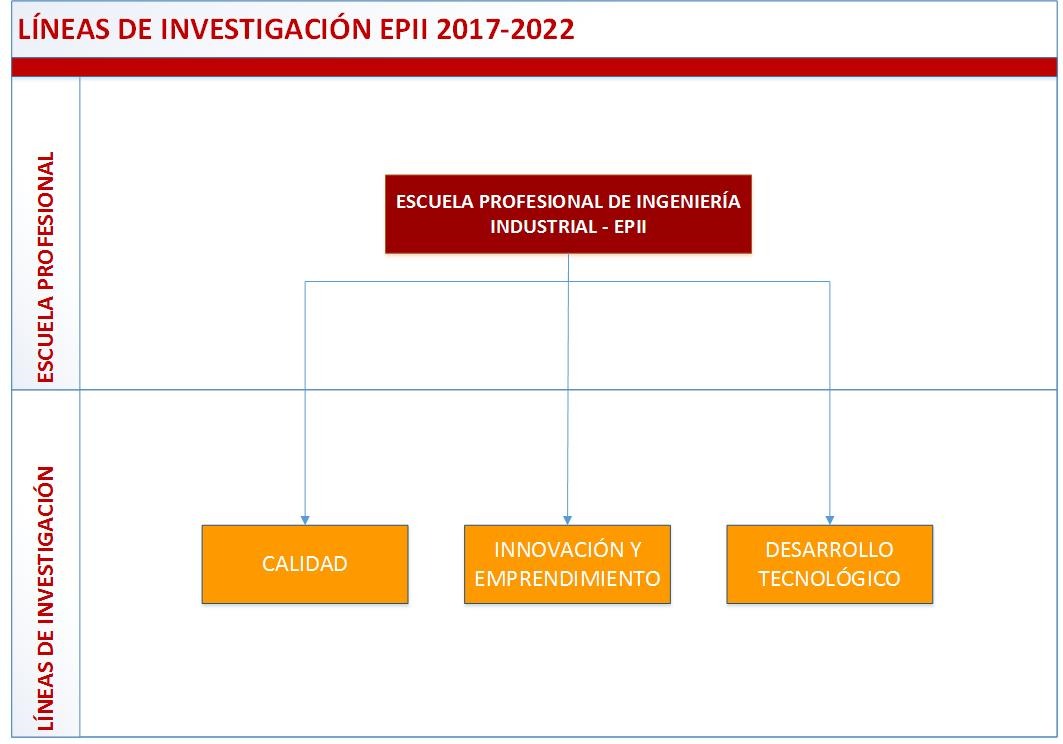 LÍNEAS DE INVESTIGACIÓN EPII 2017-2022
ESCUELA PROFESIONAL
ESCUELA PROFESIONAL DE INGENIERÍA
INDUSTRIAL - EPII
LÍNEAS DE INVESTIGACIÓN
CALIDAD
INNOVACIÓN Y
EMPRENDIMIENTO
DESARROLLO
TECNOLÓGICO